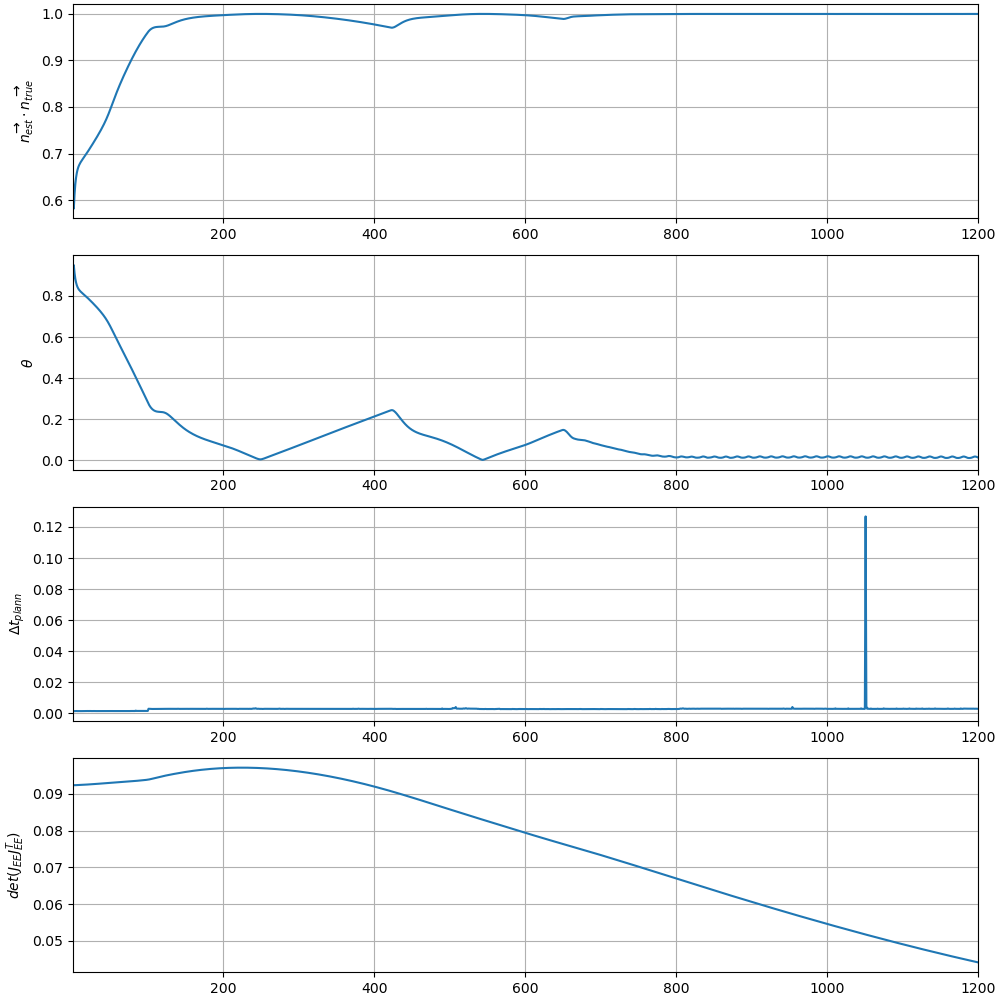 1.0
0.9
0.8
0.7
0.6
$\vec{n_{est}} \cdot \vec{n_{true}}$
200 400 600 800 1000 1200
0.8
0.6
0.4
0.2
0.0
θ
200 400 600 800 1000 1200
0.12
0.10
0.08
0.06
0.04
0.02
0.00
$\Delta t_{plann}$
200 400 600 800 1000 1200
0.09
0.08
0.07
0.06
0.05
$det(J_{EE} J_{EE}^{T})$
200 400 600 800 1000 1200